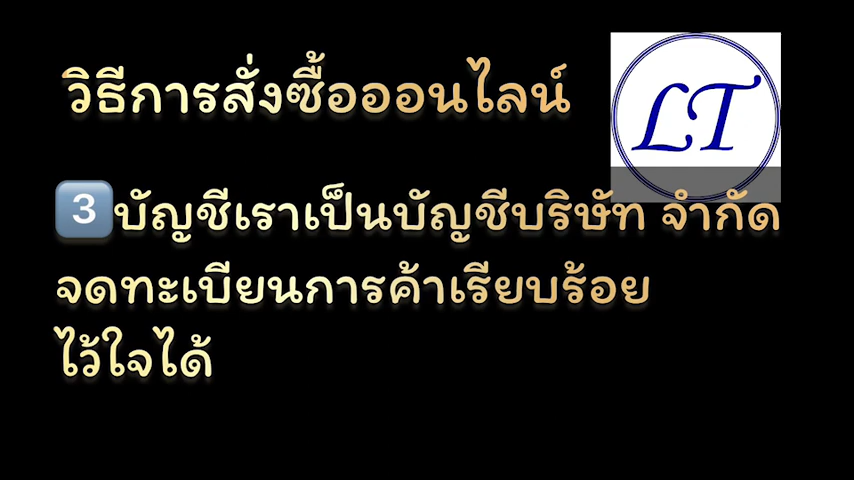 วิธีการสั่งซื้อออนไลน์
LT
3 บัญชีเราเป็นบัญชีบริษัท จำกัด
จดทะเบียนการค้าเรียบร้อย
ไว้ใจได้